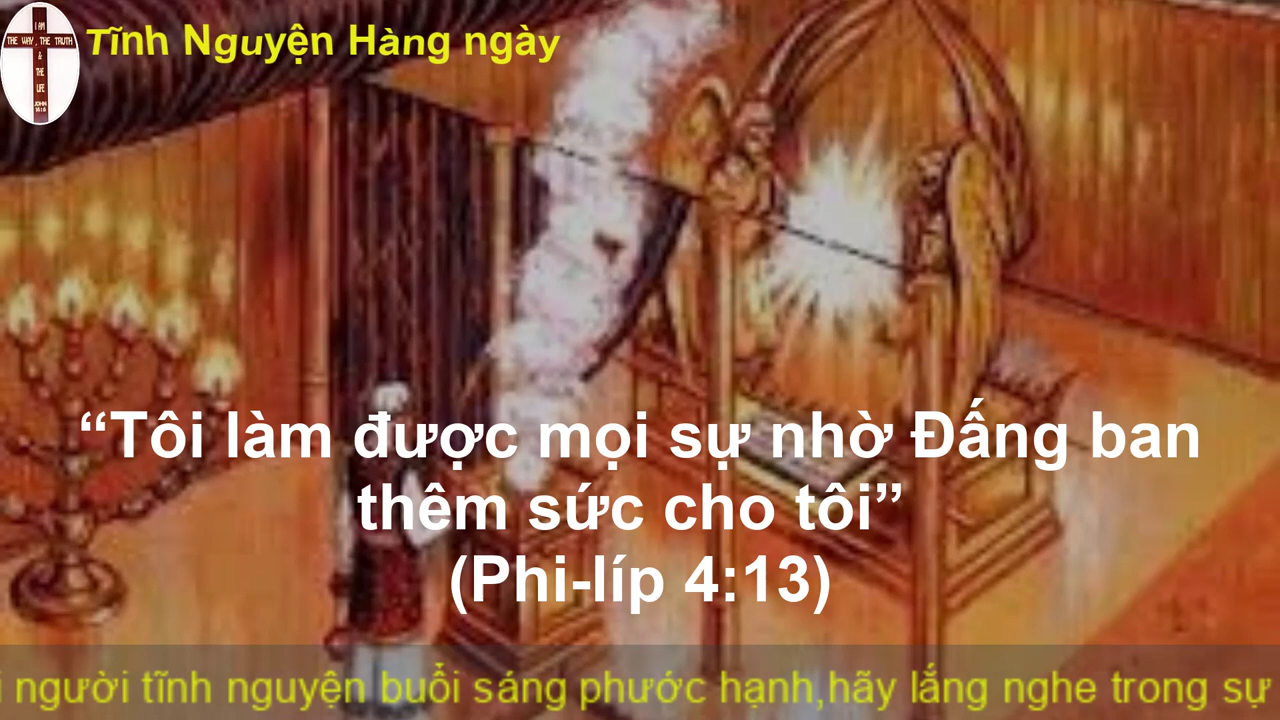 I AM
THE WAY, THE TRUTH
&
THE
LIFE
JOHN
Tĩnh Nguyện Hàng ngày
“Tôi làm được mọi sự nhờ Đấng ban
thêm sức cho tôi”
(Phi-líp 4:13)
i người tĩnh nguyện buổi sáng phước hạnh,hãy lắng nghe trong sự